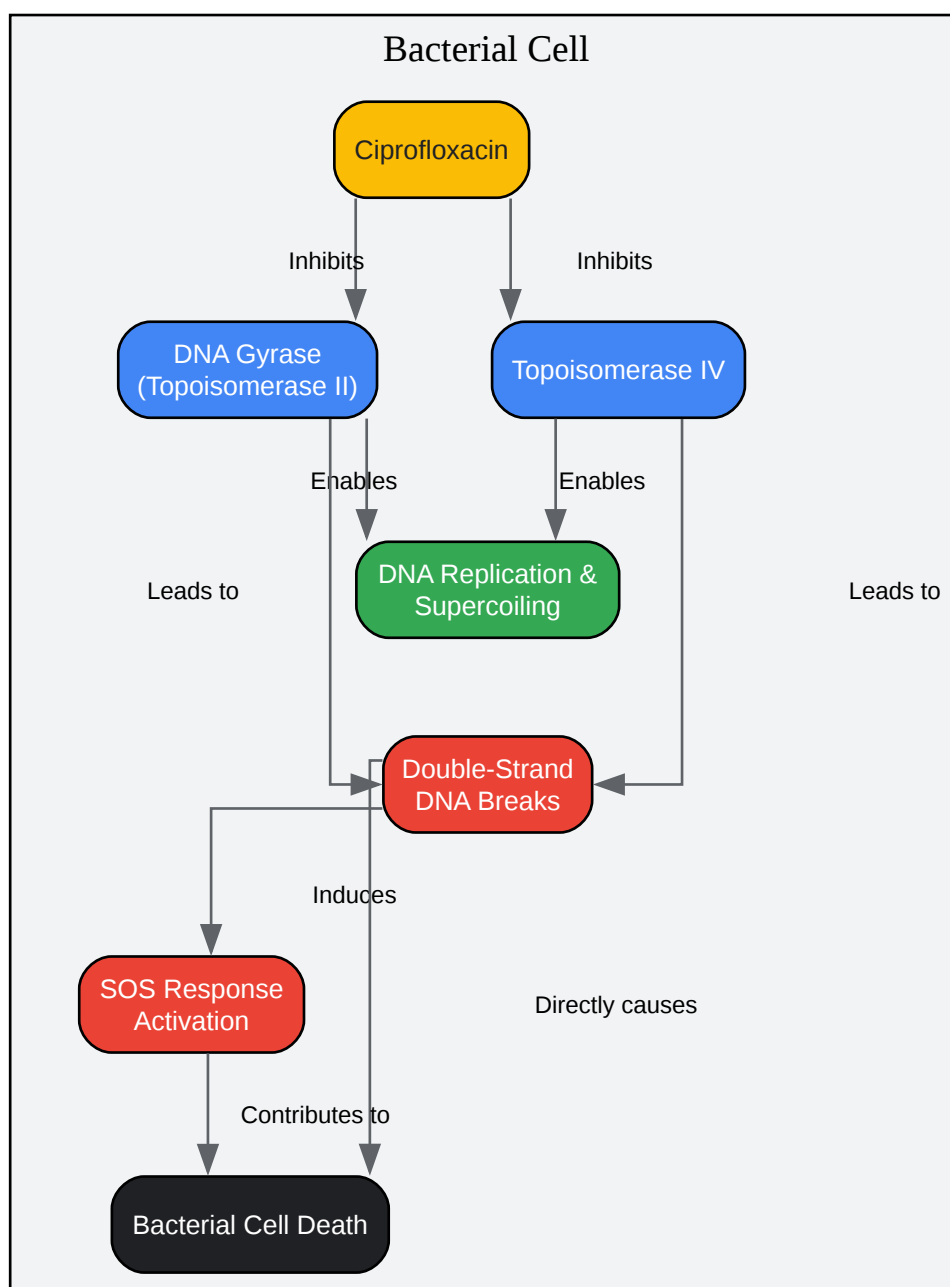 Bacterial Cell
Ciprofloxacin
Inhibits
Inhibits
DNA Gyrase
(Topoisomerase II)
Topoisomerase IV
Enables
Enables
DNA Replication &
Supercoiling
Leads to
Leads to
Double-Strand
DNA Breaks
Induces
SOS Response
Activation
Directly causes
Contributes to
Bacterial Cell Death